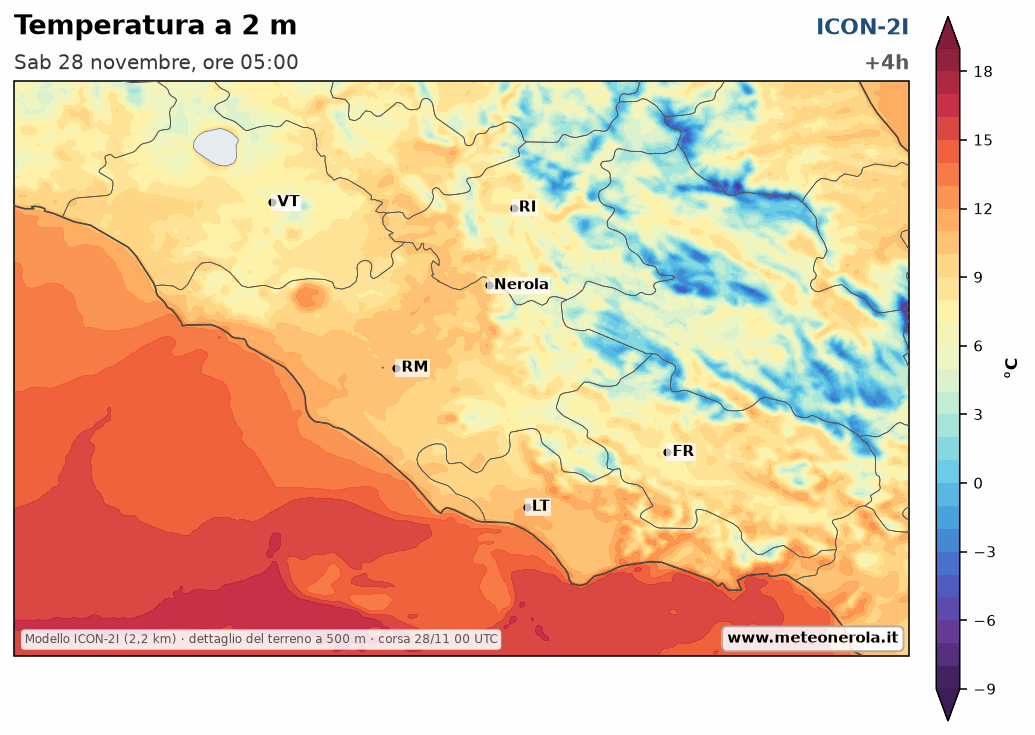 Temperatura a 2 m
ICON-2I
Sab 28 novembre, ore 05:00
+4h
VT
RI
Nerola
RM
FR
LT
Modello ICON-2I (2,2 km) · dettaglio del terreno a 500 m · corsa 28/11 00 UTC
www.meteonerola.it
18
15
12
9
6
3
0
−3
−6
−9
°C